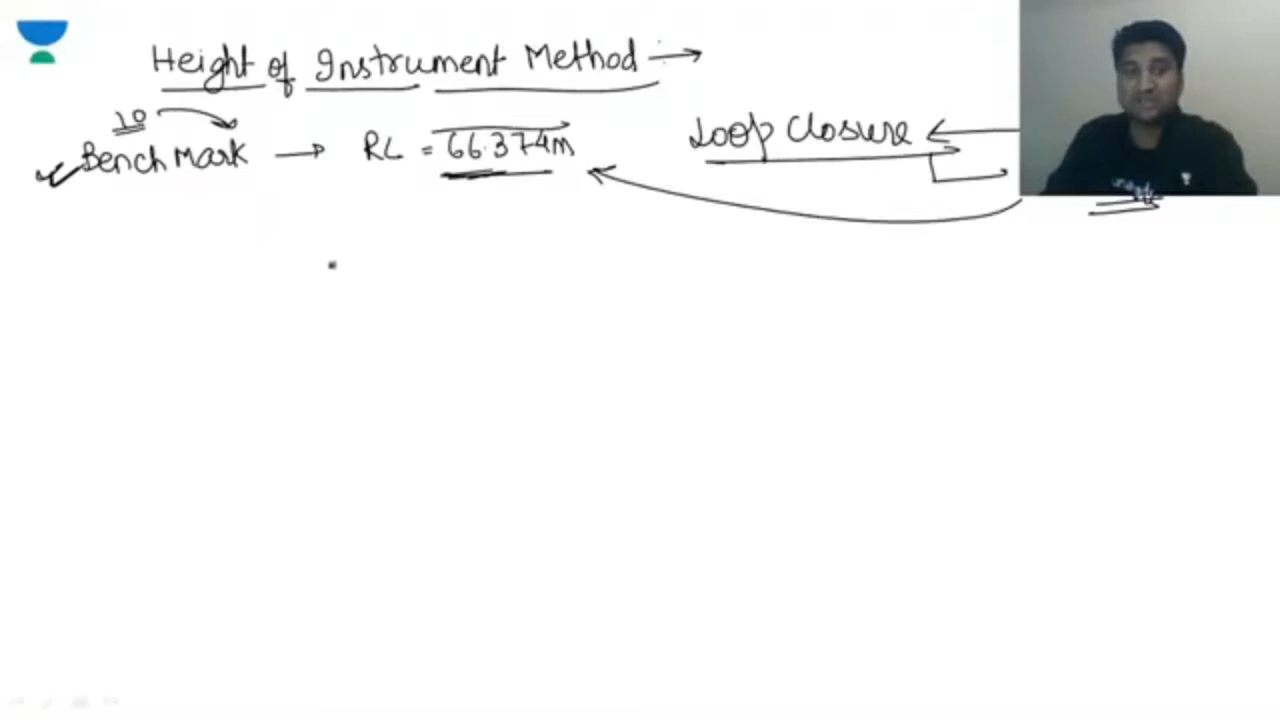 Height of Instrument Method :→
10
Bench Mark → RL = 66.374m
Loop Closure